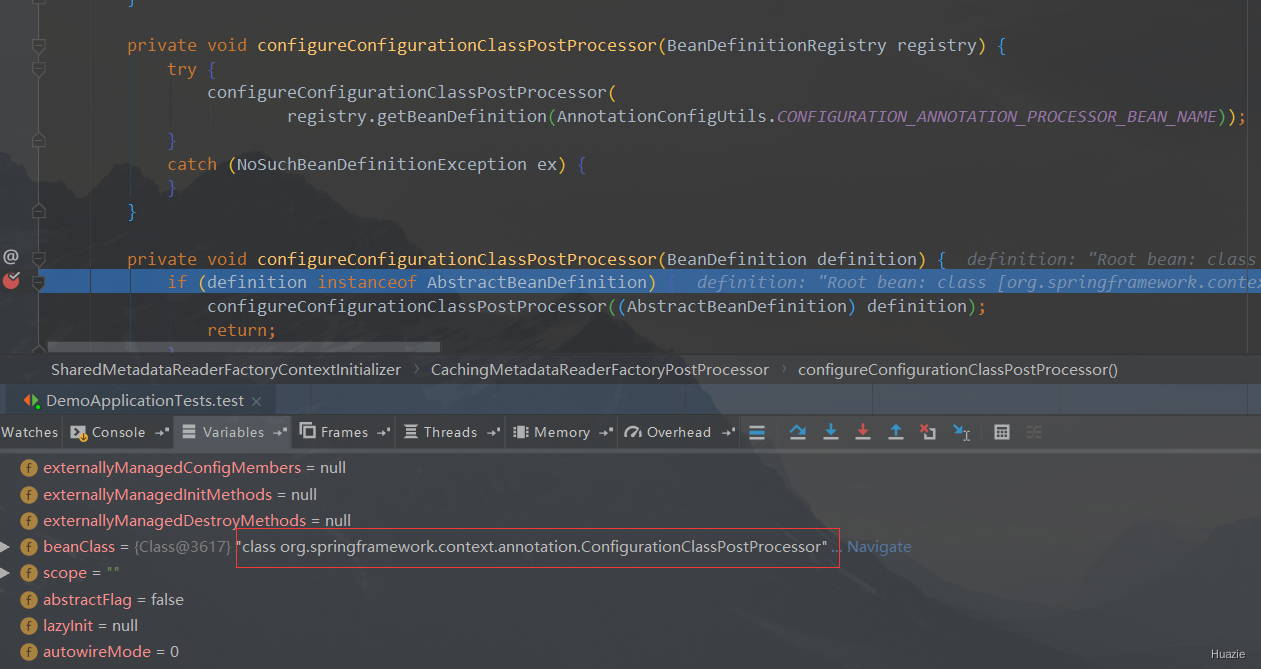 }
private void configureConfigurationClassPostProcessor(BeanDefinitionRegistry registry) {
try {
configureConfigurationClassPostProcessor(
registry.getBeanDefinition(AnnotationConfigUtils.CONFIGURATION_ANNOTATION_PROCESSOR_BEAN_NAME));
}
catch (NoSuchBeanDefinitionException ex) {
}
}
@
private void configureConfigurationClassPostProcessor(BeanDefinition definition) { definition: "Root bean: class
if (definition instanceof AbstractBeanDefinition) { definition: "Root bean: class [org.springframework.conte
configureConfigurationClassPostProcessor((AbstractBeanDefinition) definition);
return;
}
SharedMetadataReaderFactoryContextInitializer › CachingMetadataReaderFactoryPostProcessor › configureConfigurationClassPostProcessor()
DemoApplicationTests.test ×
Watches Console Variables Frames Threads Memory Overhead
f externallyManagedConfigMembers = null
f externallyManagedInitMethods = null
f externallyManagedDestroyMethods = null
f beanClass = {Class@3617} "class org.springframework.context.annotation.ConfigurationClassPostProcessor" ... Navigate
f scope = ""
f abstractFlag = false
f lazyInit = null
f autowireMode = 0
Huazie